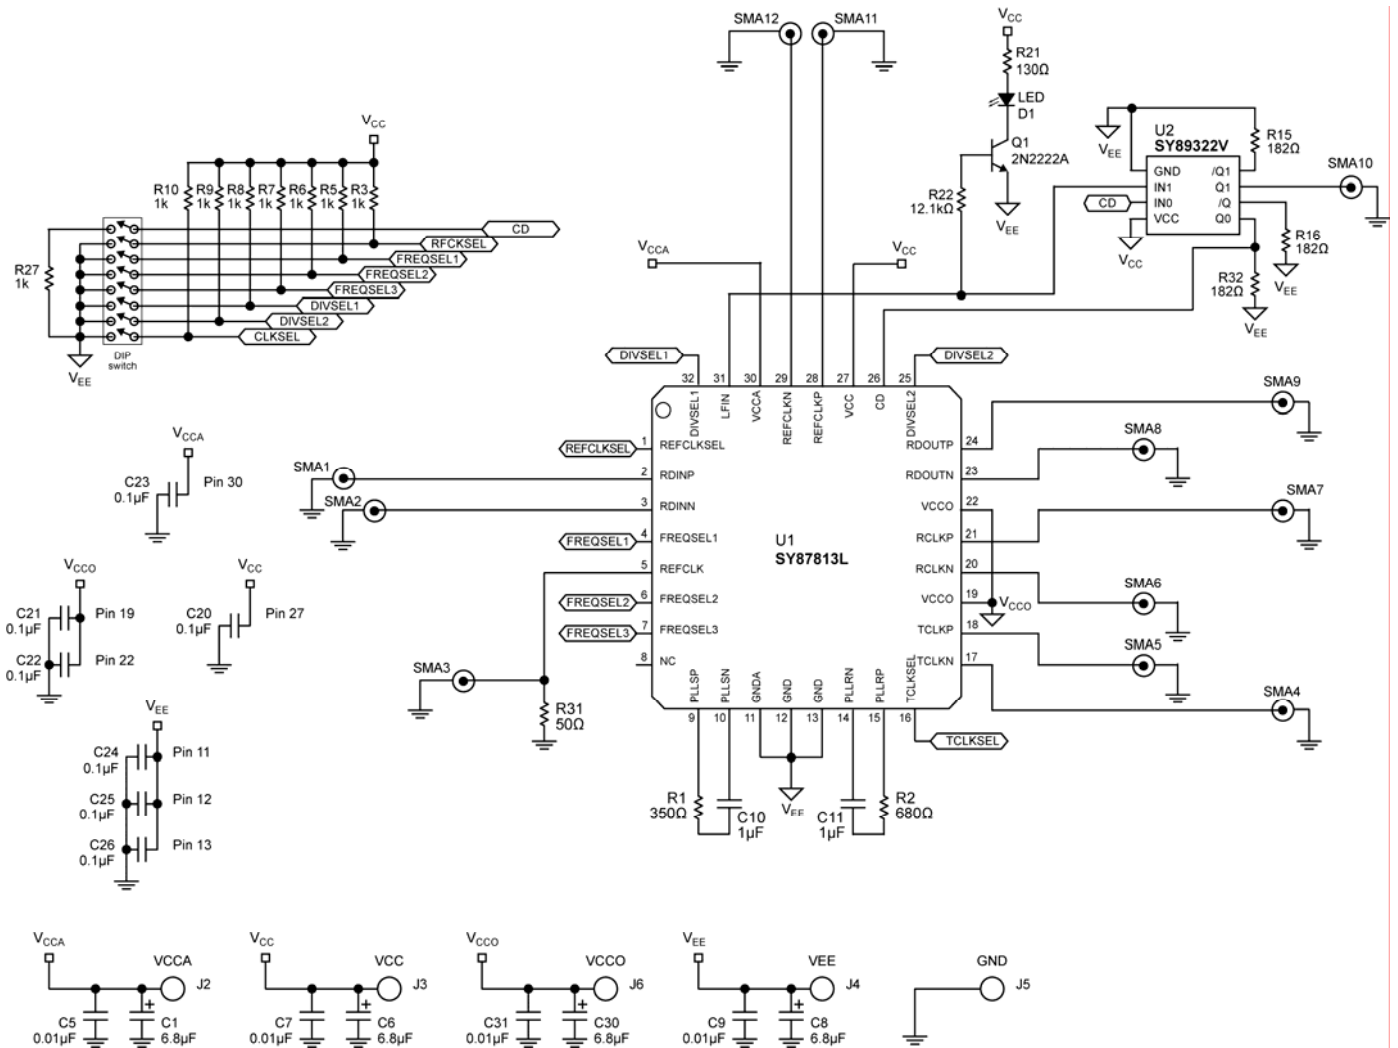 SMA12
SMA11
VCC
R21
130Ω
LED
D1
Q1
2N2222A
VEE
R22
12.1kΩ
VEE
U2
SY89322V
R15
182Ω
SMA10
GND
IN1
IN0
VCC
/Q1
Q1
/Q
Q0
CD
VCC
R16
182Ω
VEE
R32
182Ω
VEE
VCC
R10
1k
R9
1k
R8
1k
R7
1k
R6
1k
R5
1k
R3
1k
CD
RFCKSEL
FREQSEL1
FREQSEL2
FREQSEL3
DIVSEL1
DIVSEL2
CLKSEL
R27
1k
DIP
switch
VEE
VCCA
VCC
DIVSEL1
DIVSEL2
32
31
30
29
28
27
26
25
DIVSEL1
LFIN
VCCA
REFCLKN
REFCLKP
VCC
CD
DIVSEL2
REFCLKSEL
1
REFCLKSEL
SMA1
2
RDINP
SMA2
3
RDINN
FREQSEL1
4
FREQSEL1
5
REFCLK
FREQSEL2
6
FREQSEL2
FREQSEL3
7
FREQSEL3
8
NC
U1
SY87813L
RDOUTP
24
SMA9
RDOUTN
23
SMA8
VCCO
22
SMA7
RCLKP
21
RCLKN
20
SMA6
VCCO
19
VCCO
TCLKP
18
SMA5
TCLKN
17
SMA4
PLLSP
PLLSN
GNDA
GND
GND
PLLRN
PLLRP
TCLKSEL
9
10
11
12
13
14
15
16
TCLKSEL
SMA3
R31
50Ω
R1
350Ω
C10
1µF
VEE
C11
1µF
R2
680Ω
VCCA
C23
0.1µF
Pin 30
VCCO
C21
0.1µF
Pin 19
C22
0.1µF
Pin 22
VCC
C20
0.1µF
Pin 27
VEE
C24
0.1µF
Pin 11
C25
0.1µF
Pin 12
C26
0.1µF
Pin 13
VCCA
VCCA
J2
C5
0.01µF
+
C1
6.8µF
VCC
VCC
J3
C7
0.01µF
+
C6
6.8µF
VCCO
VCCO
J6
C31
0.01µF
+
C30
6.8µF
VEE
VEE
J4
C9
0.01µF
+
C8
6.8µF
GND
J5